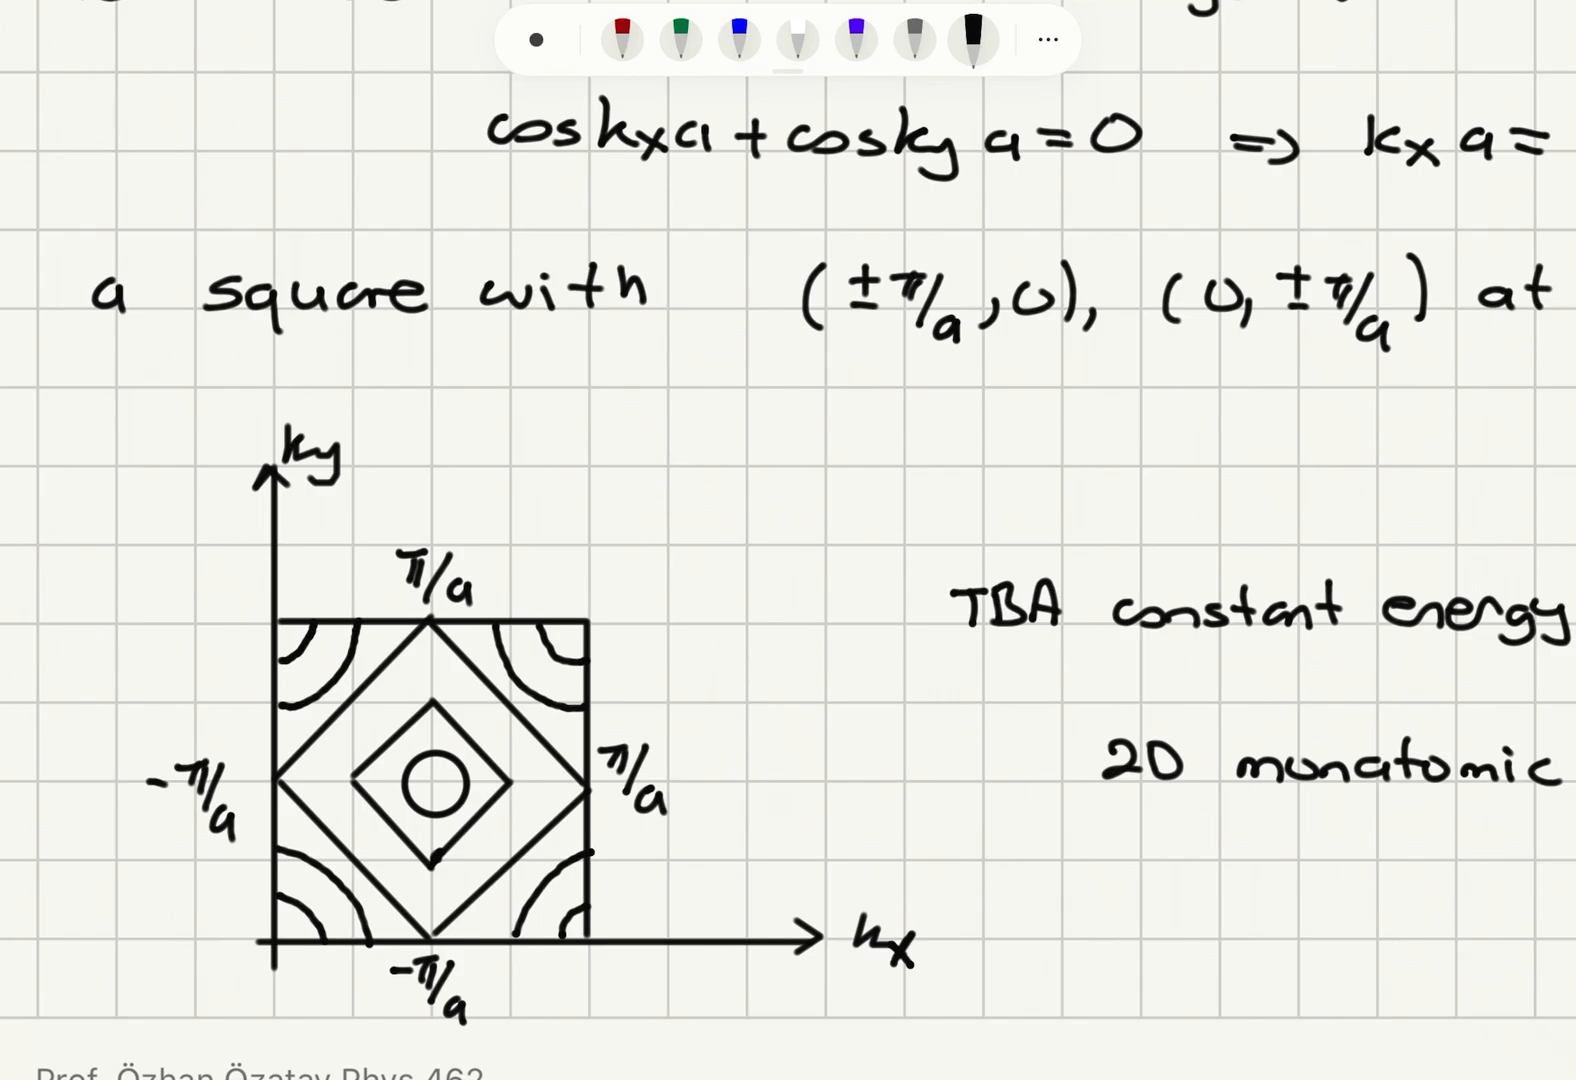 cos kx a + cos ky a = 0 => kx a =
a square with (±π/a, 0), (0, ±π/a) at
ky
π/a
TBA constant energy
-π/a
π/a
2D monatomic
kx
-π/a
Prof. Özhan Özatay Phys 462